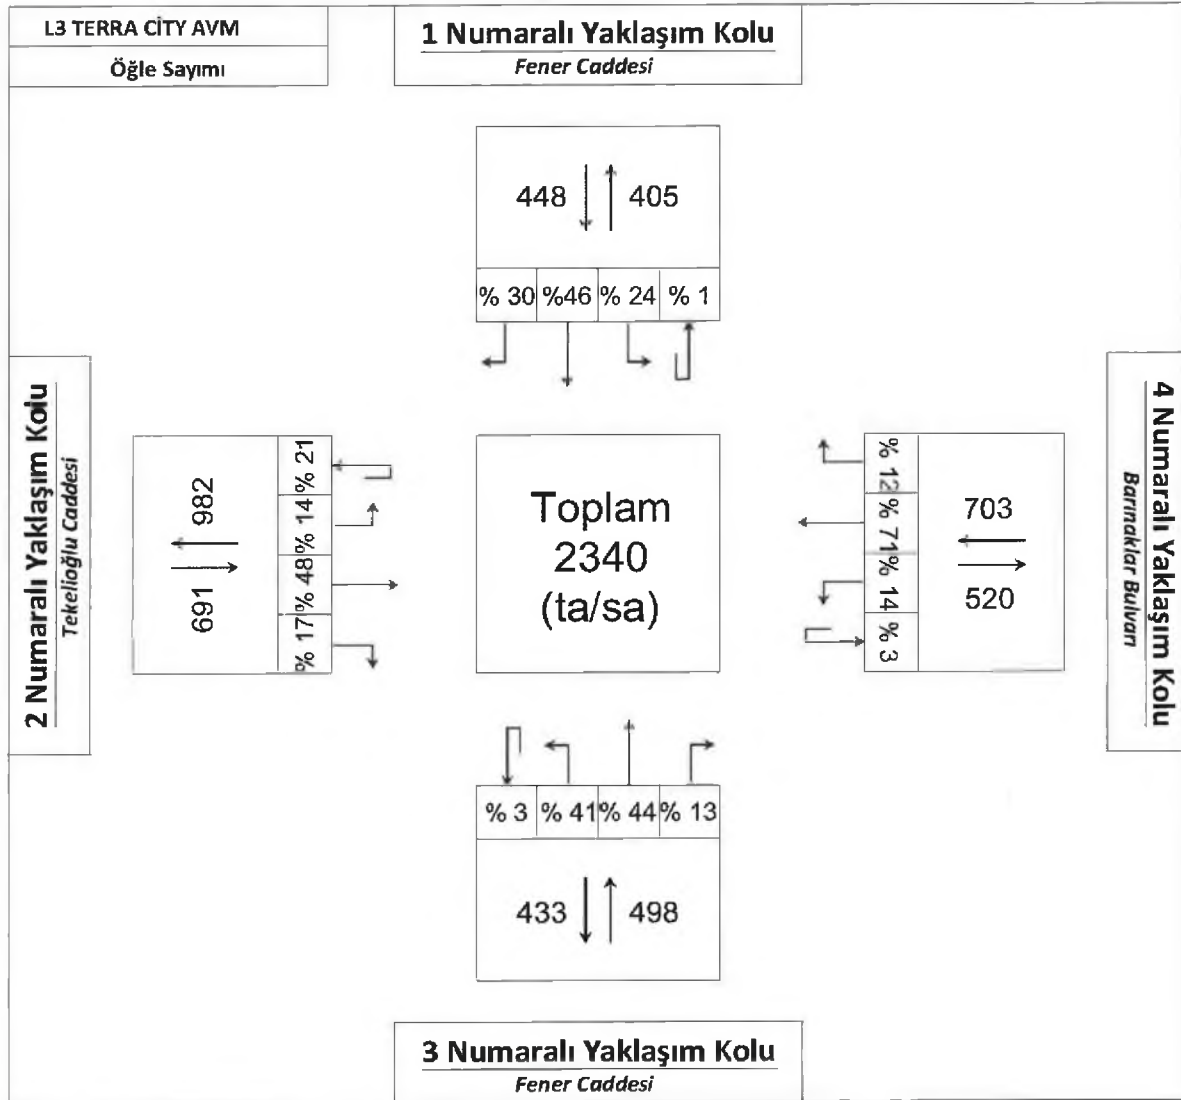 L3 TERRA CİTY AVM
Öğle Sayımı
1 Numaralı Yaklaşım Kolu
Fener Caddesi
448 405
% 30 %46 % 24 % 1
2 Numaralı Yaklaşım Kolu
Tekelioğlu Caddesi
982
691
% 21
% 14
% 48
% 17
Toplam
2340
(ta/sa)
% 12
% 71
% 14
% 3
703
520
4 Numaralı Yaklaşım Kolu
Barınaklar Bulvarı
% 3 % 41 % 44 % 13
433 498
3 Numaralı Yaklaşım Kolu
Fener Caddesi